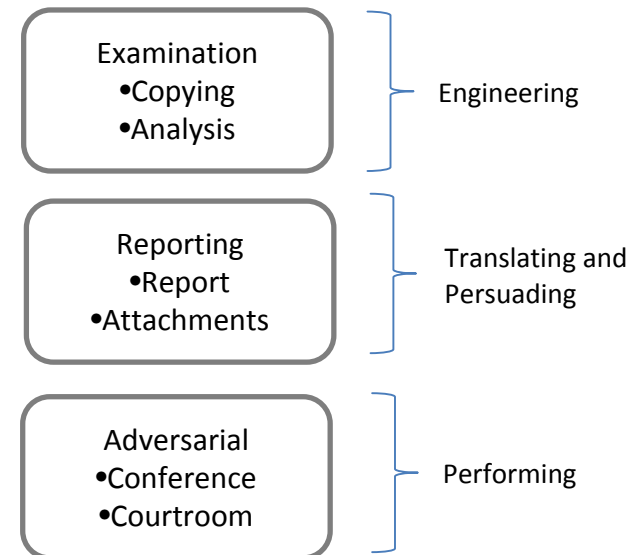 Examination
•Copying
•Analysis
Engineering
Reporting
•Report
•Attachments
Translating and
Persuading
Adversarial
•Conference
•Courtroom
Performing